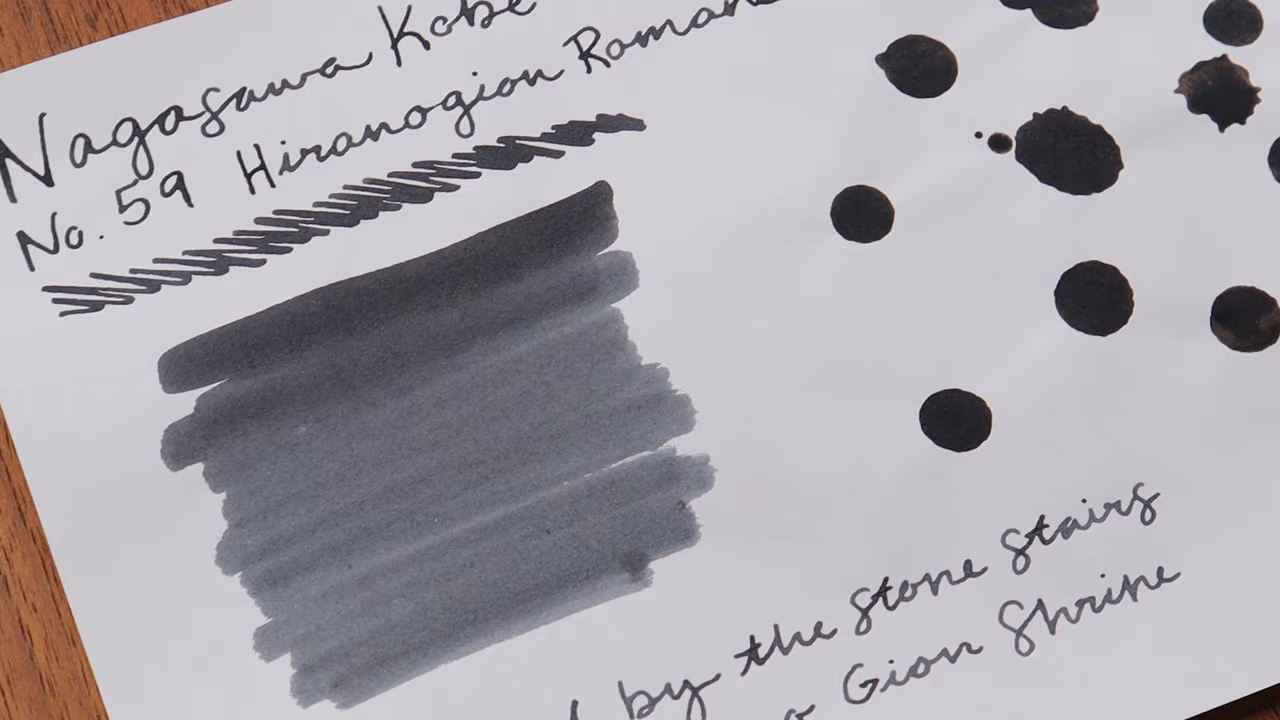 Nagasawa Kobe
No. 59 Hiranogion Roman
by the stone stairs
Gion Shrine